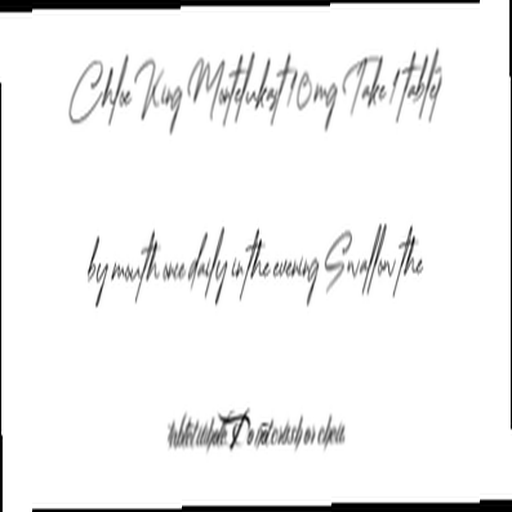 Chloe King Montelukast 10mg Take 1 tablet
by mouth once daily in the evening Swallow the
tablet whole Do not crush or chew